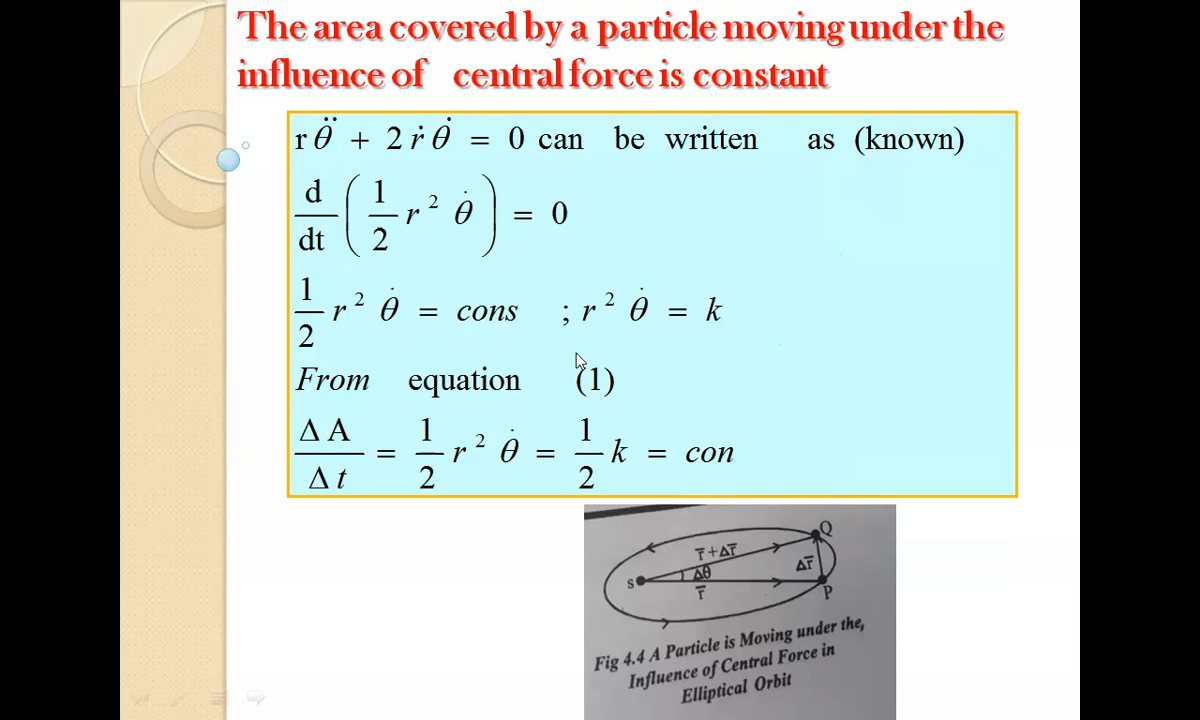 The area covered by a particle moving under the
influence of central force is constant
r θ̈ + 2 ṙ θ̇ = 0 can be written as (known)
d/dt ( 1/2 r² θ̇ ) = 0
1/2 r² θ̇ = cons ; r² θ̇ = k
From equation (1)
Δ A / Δ t = 1/2 r² θ̇ = 1/2 k = con
Q
r̅+Δr̅
Δr̅
S
Δθ
r̅
P
Fig 4.4 A Particle is Moving under the,
Influence of Central Force in
Elliptical Orbit